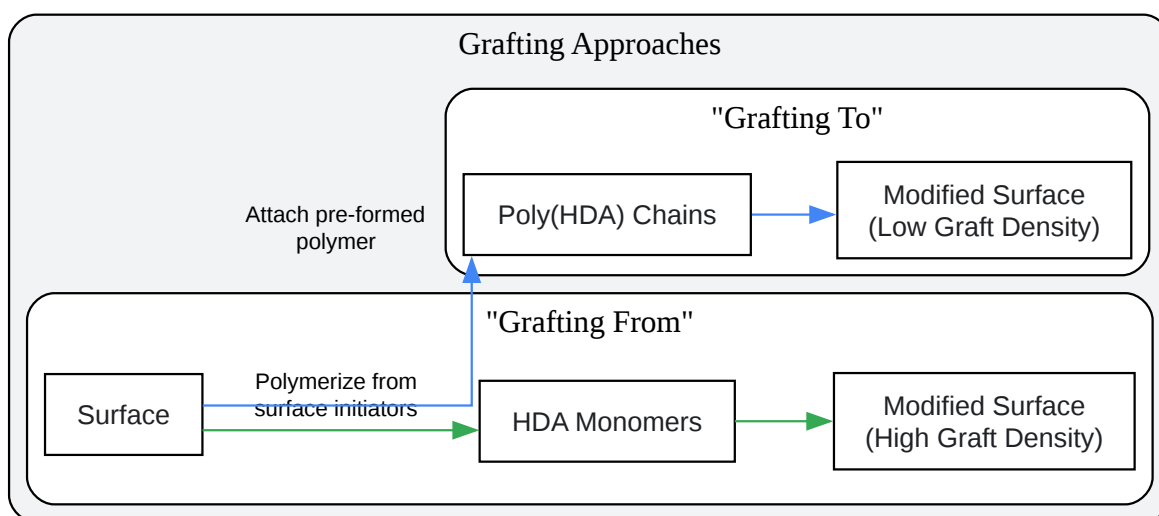 Grafting Approaches
"Grafting To"
Attach pre-formed
polymer
Poly(HDA) Chains
Modified Surface
(Low Graft Density)
"Grafting From"
Surface
Polymerize from
surface initiators
HDA Monomers
Modified Surface
(High Graft Density)